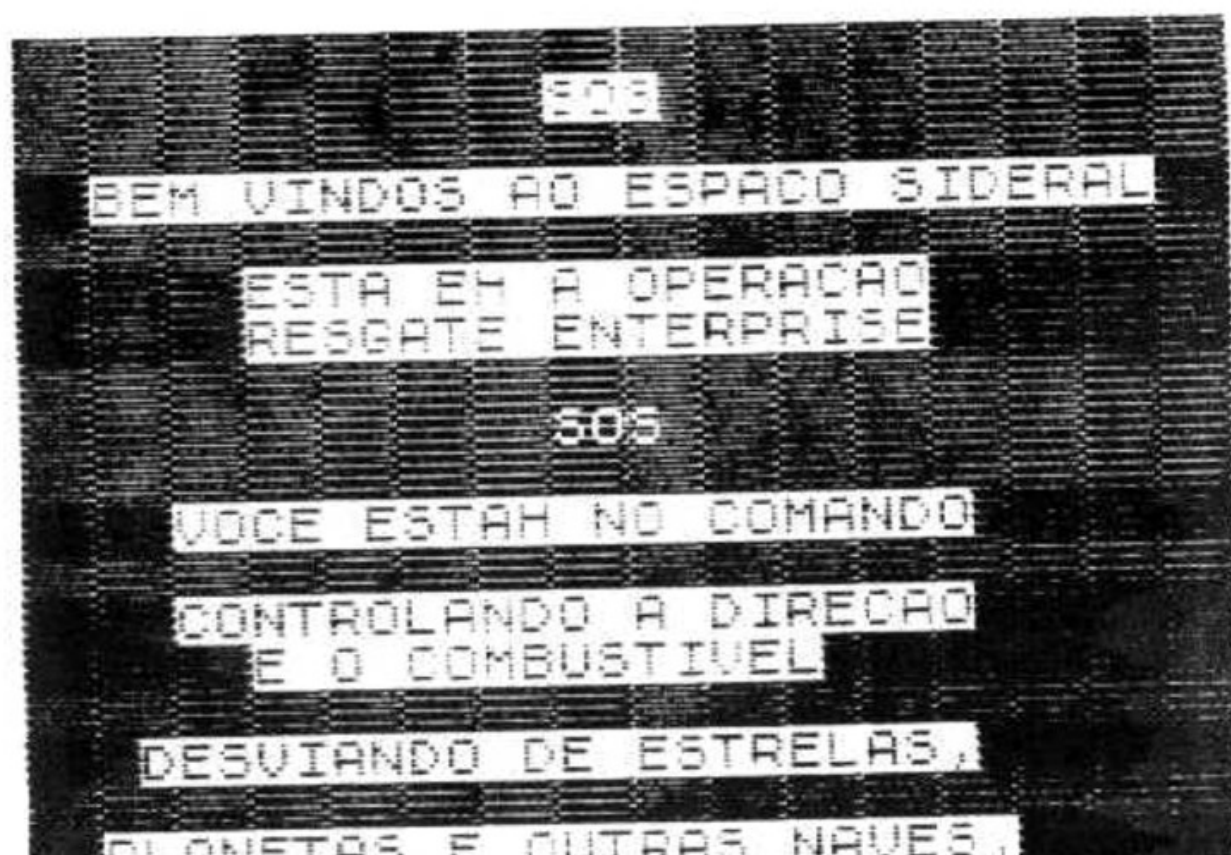 SOS
BEM VINDOS AO ESPACO SIDERAL
ESTA EH A OPERACAO
RESGATE ENTERPRISE
SOS
VOCE ESTAH NO COMANDO
CONTROLANDO A DIRECAO
E O COMBUSTIVEL
DESVIANDO DE ESTRELAS,
PLANETAS E OUTRAS NAVES,